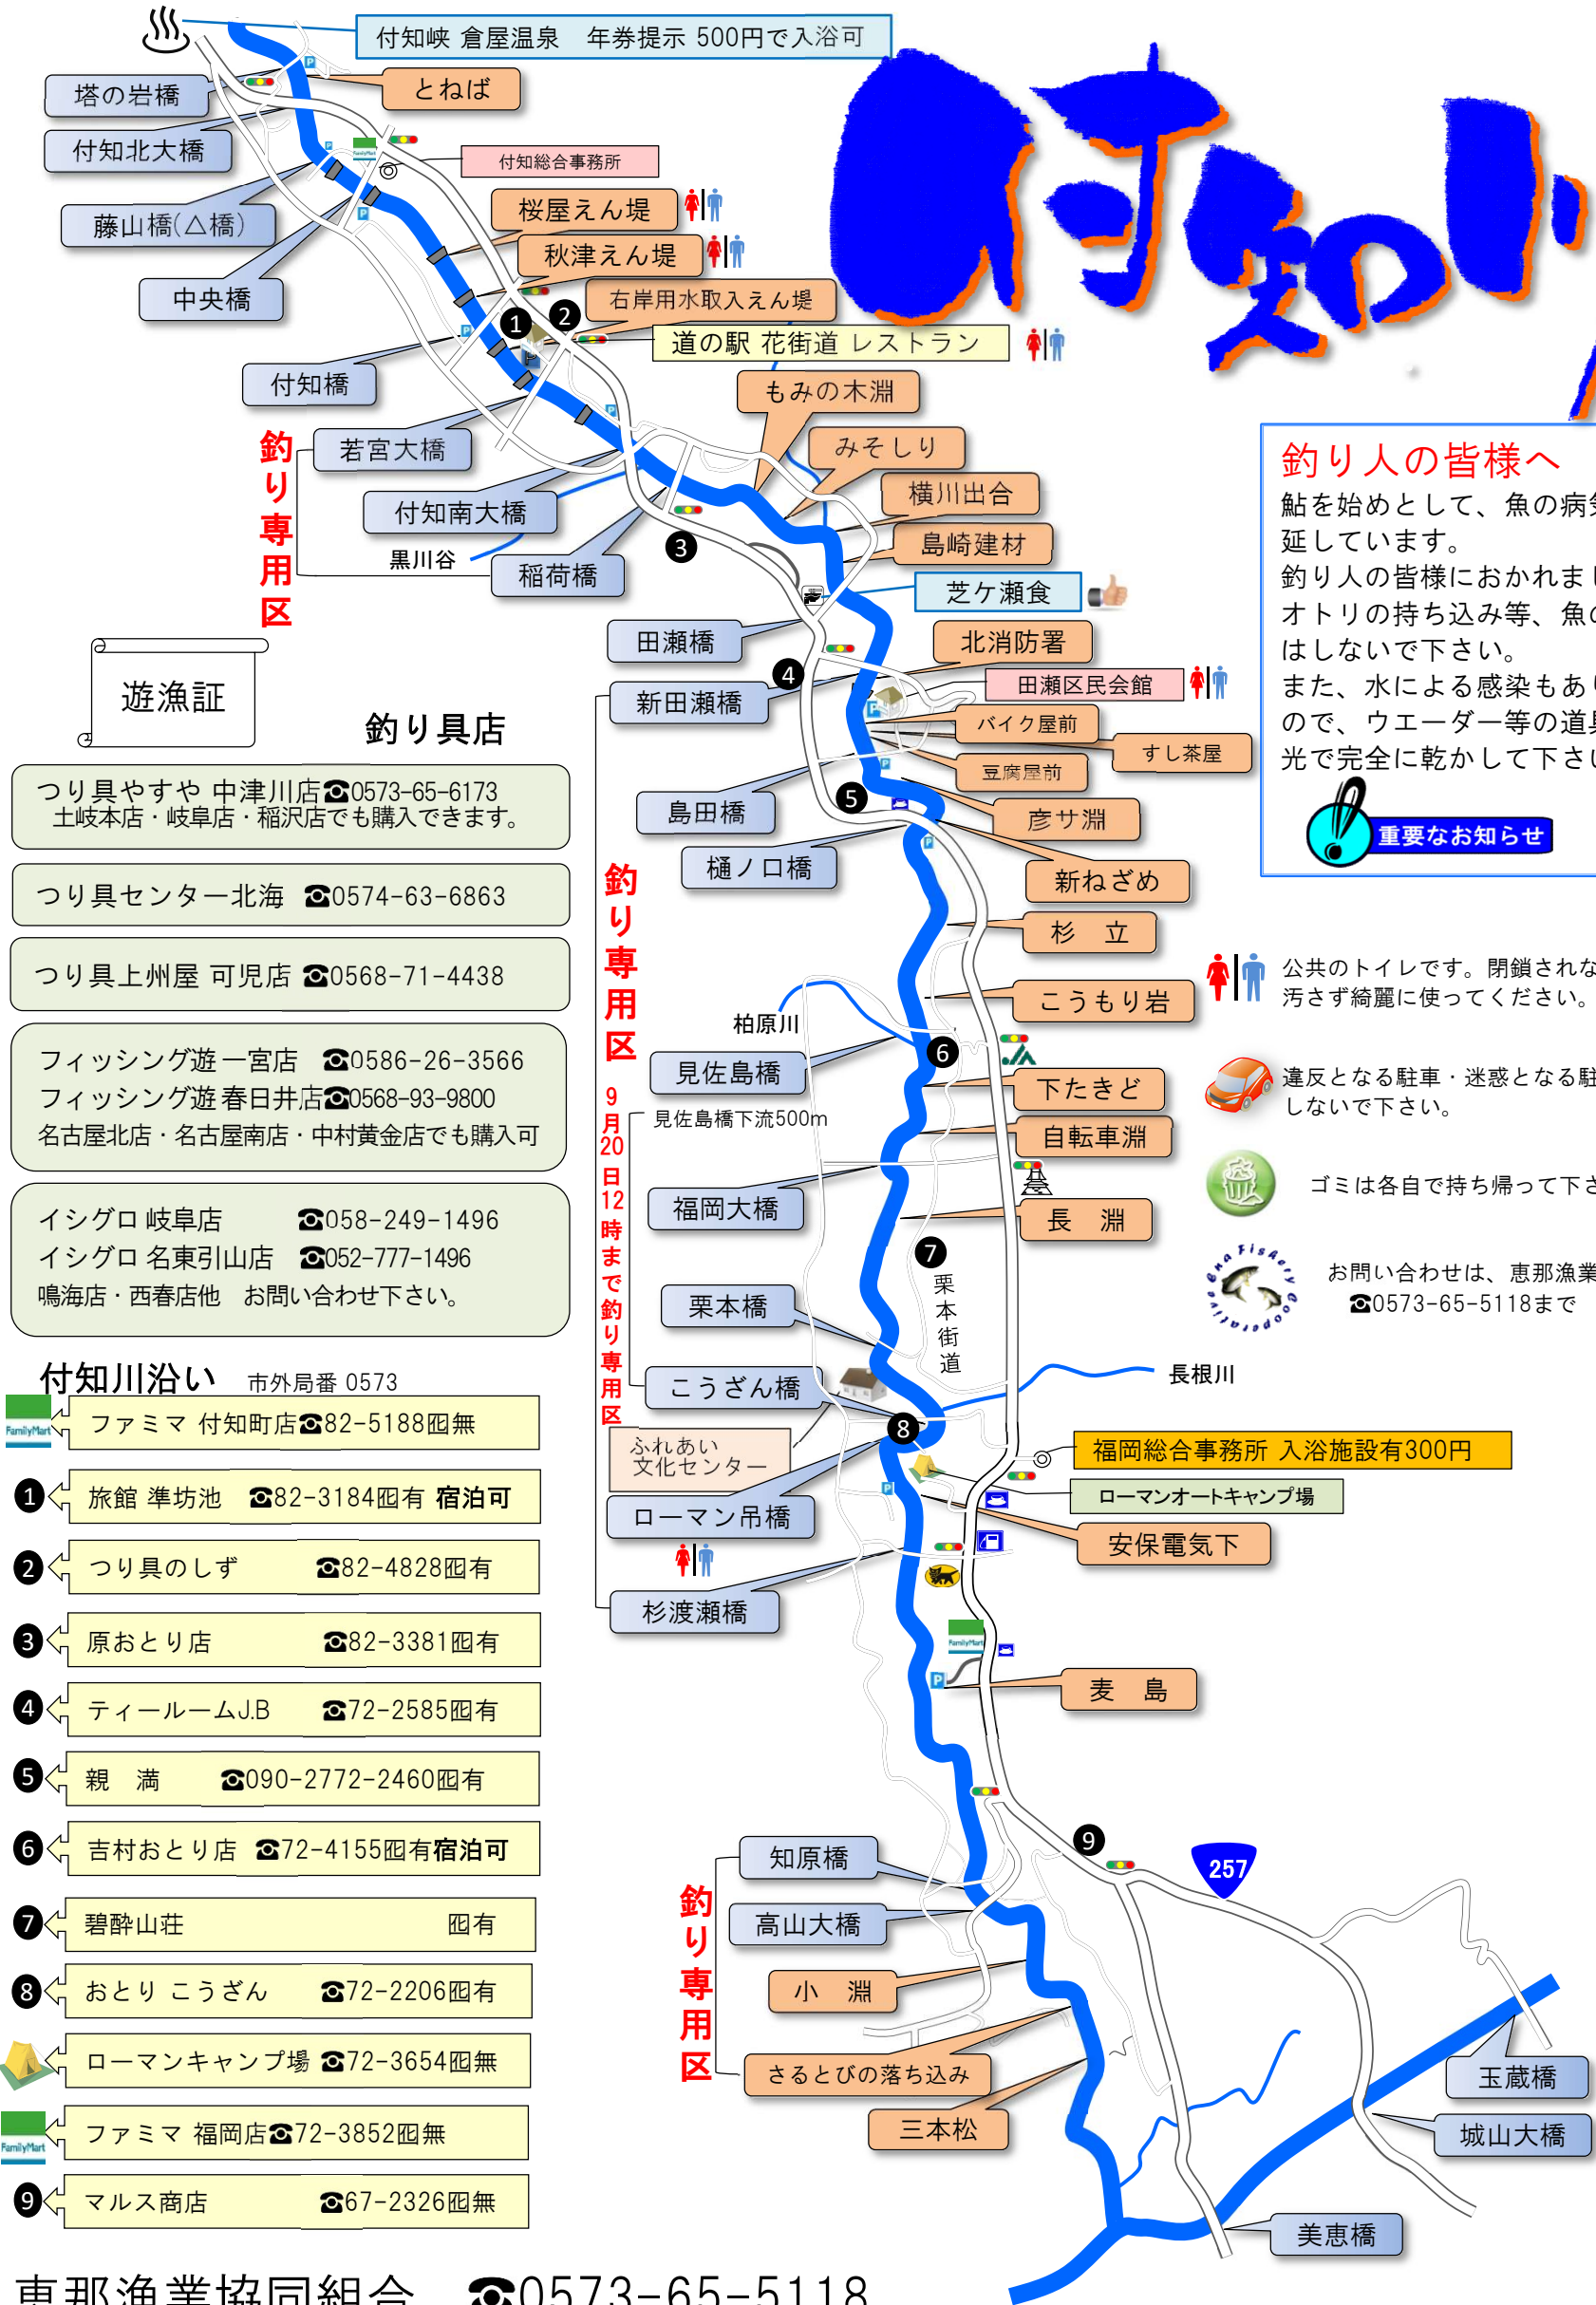 付知川
付知峡 倉屋温泉　年券提示 500円で入浴可
塔の岩橋
とねば
付知北大橋
FamilyMart
付知総合事務所
藤山橋(△橋)
桜屋えん堤
秋津えん堤
中央橋
右岸用水取入えん堤
1
2
道の駅 花街道 レストラン
付知橋
もみの木淵
若宮大橋
みそしり
釣り専用区
横川出合
付知南大橋
島崎建材
3
黒川谷
稲荷橋
芝ケ瀬食
田瀬橋
北消防署
4
田瀬区民会館
新田瀬橋
バイク屋前
すし茶屋
豆腐屋前
5
島田橋
彦サ淵
樋ノ口橋
新ねざめ
釣り専用区
杉　立
こうもり岩
柏原川
6
見佐島橋
下たきど
9月20日12時まで釣り専用区
見佐島橋下流500m
自転車淵
福岡大橋
長　淵
7
栗本街道
栗本橋
長根川
こうざん橋
8
ふれあい
文化センター
福岡総合事務所 入浴施設有300円
ローマンオートキャンプ場
ローマン吊橋
安保電気下
杉渡瀬橋
FamilyMart
麦　島
9
257
知原橋
釣り専用区
高山大橋
小　淵
さるとびの落ち込み
三本松
玉蔵橋
城山大橋
美恵橋
釣り人の皆様へ
鮎を始めとして、魚の病気
延しています。
釣り人の皆様におかれまし
オトリの持ち込み等、魚の
はしないで下さい。
また、水による感染もあり
ので、ウエーダー等の道具
光で完全に乾かして下さい
重要なお知らせ
公共のトイレです。閉鎖されな
汚さず綺麗に使ってください。
違反となる駐車・迷惑となる駐
しないで下さい。
ゴミは各自で持ち帰って下さ
Ena Fishery Cooperative
お問い合わせは、恵那漁業
☎0573-65-5118まで
遊漁証
釣り具店
つり具やすや 中津川店☎0573-65-6173
土岐本店・岐阜店・稲沢店でも購入できます。
つり具センター北海 ☎0574-63-6863
つり具上州屋 可児店 ☎0568-71-4438
フィッシング遊 一宮店 ☎0586-26-3566
フィッシング遊 春日井店☎0568-93-9800
名古屋北店・名古屋南店・中村黄金店でも購入可
イシグロ 岐阜店 ☎058-249-1496
イシグロ 名東引山店 ☎052-777-1496
鳴海店・西春店他　お問い合わせ下さい。
付知川沿い 市外局番 0573
FamilyMart ファミマ 付知町店☎82-5188囮無
1 旅館 準坊池 ☎82-3184囮有 宿泊可
2 つり具のしず ☎82-4828囮有
3 原おとり店 ☎82-3381囮有
4 ティールームJ.B ☎72-2585囮有
5 親　満 ☎090-2772-2460囮有
6 吉村おとり店 ☎72-4155囮有宿泊可
7 碧酔山荘 囮有
8 おとり こうざん ☎72-2206囮有
ローマンキャンプ場 ☎72-3654囮無
FamilyMart ファミマ 福岡店☎72-3852囮無
9 マルス商店 ☎67-2326囮無
恵那漁業協同組合 ☎0573-65-5118